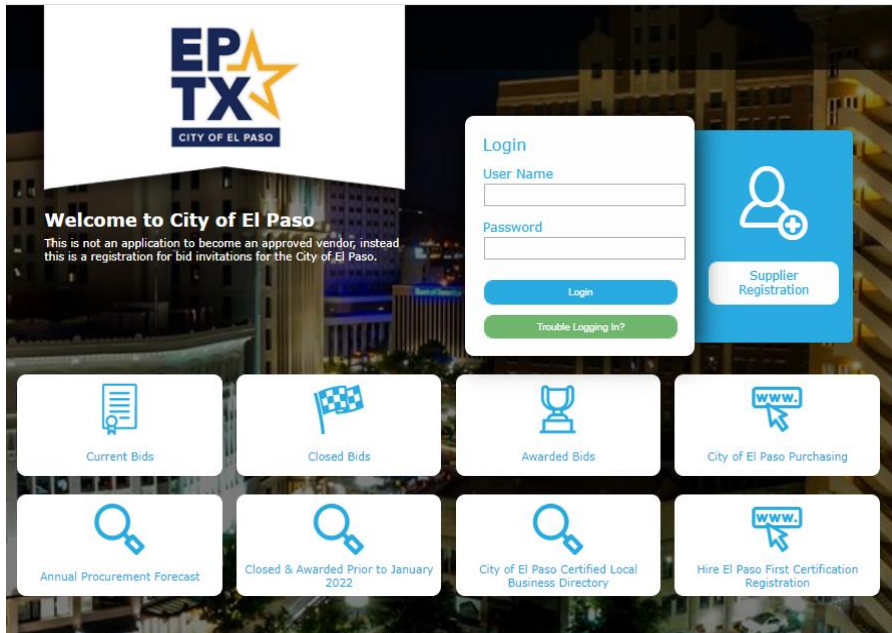 EP
TX
CITY OF EL PASO
Welcome to City of El Paso
This is not an application to become an approved vendor, instead
this is a registration for bid invitations for the City of El Paso.
Login
User Name
Password
Login
Trouble Logging In?
Supplier
Registration
Bank of America
Current Bids
Closed Bids
Awarded Bids
www.
City of El Paso Purchasing
Annual Procurement Forecast
Closed & Awarded Prior to January
2022
City of El Paso Certified Local
Business Directory
www.
Hire El Paso First Certification
Registration